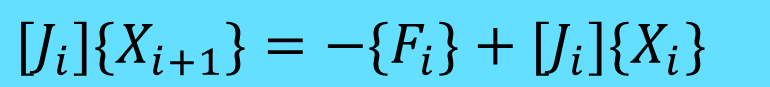 [J_i]{X_{i+1}} = −{F_i} + [J_i]{X_i}